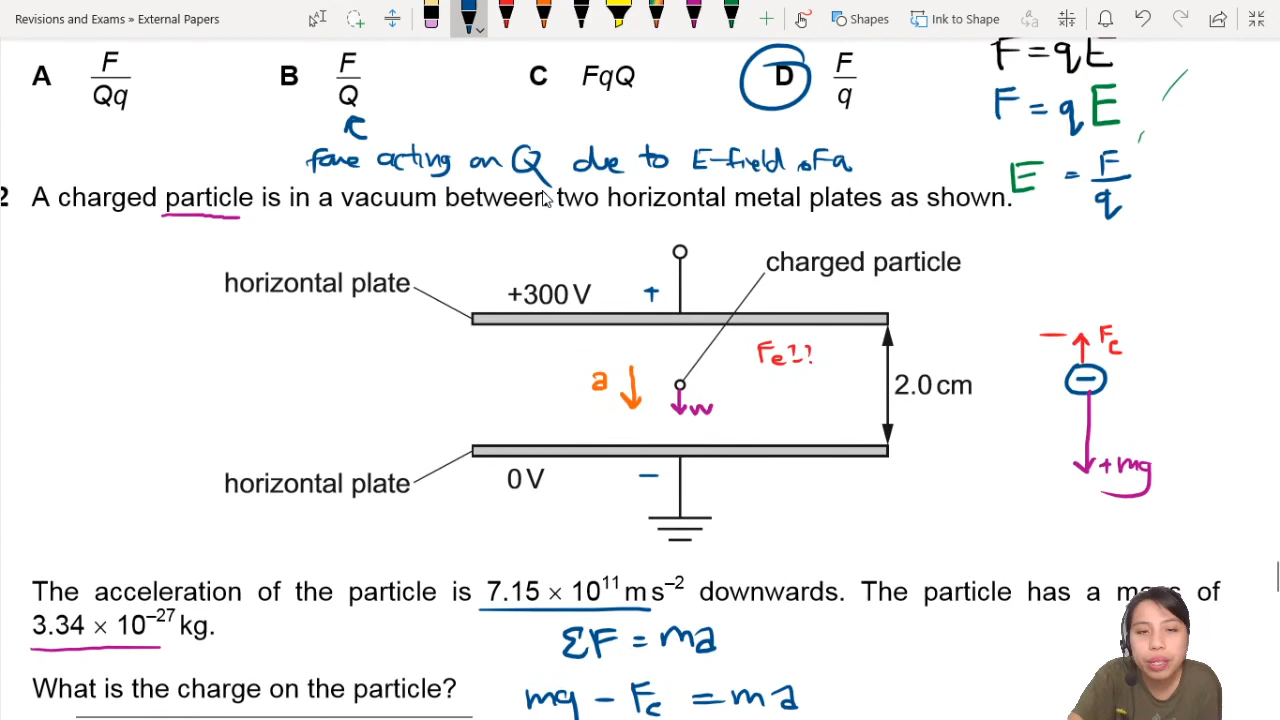 Revisions and Exams » External Papers
Shapes
Ink to Shape
A F/Qq B F/Q C FqQ D F/q
F = qE
F = qE
force acting on Q due to E-field of
E = F/q
2 A charged particle is in a vacuum between two horizontal metal plates as shown.
charged particle
horizontal plate
+300 V +
Fe??
a
W
2.0 cm
- Fe
-
+mg
horizontal plate
0 V -
The acceleration of the particle is 7.15 × 10¹¹ m s⁻² downwards. The particle has a mass of
3.34 × 10⁻²⁷ kg.
ΣF = ma
What is the charge on the particle?
mg - Fe = ma